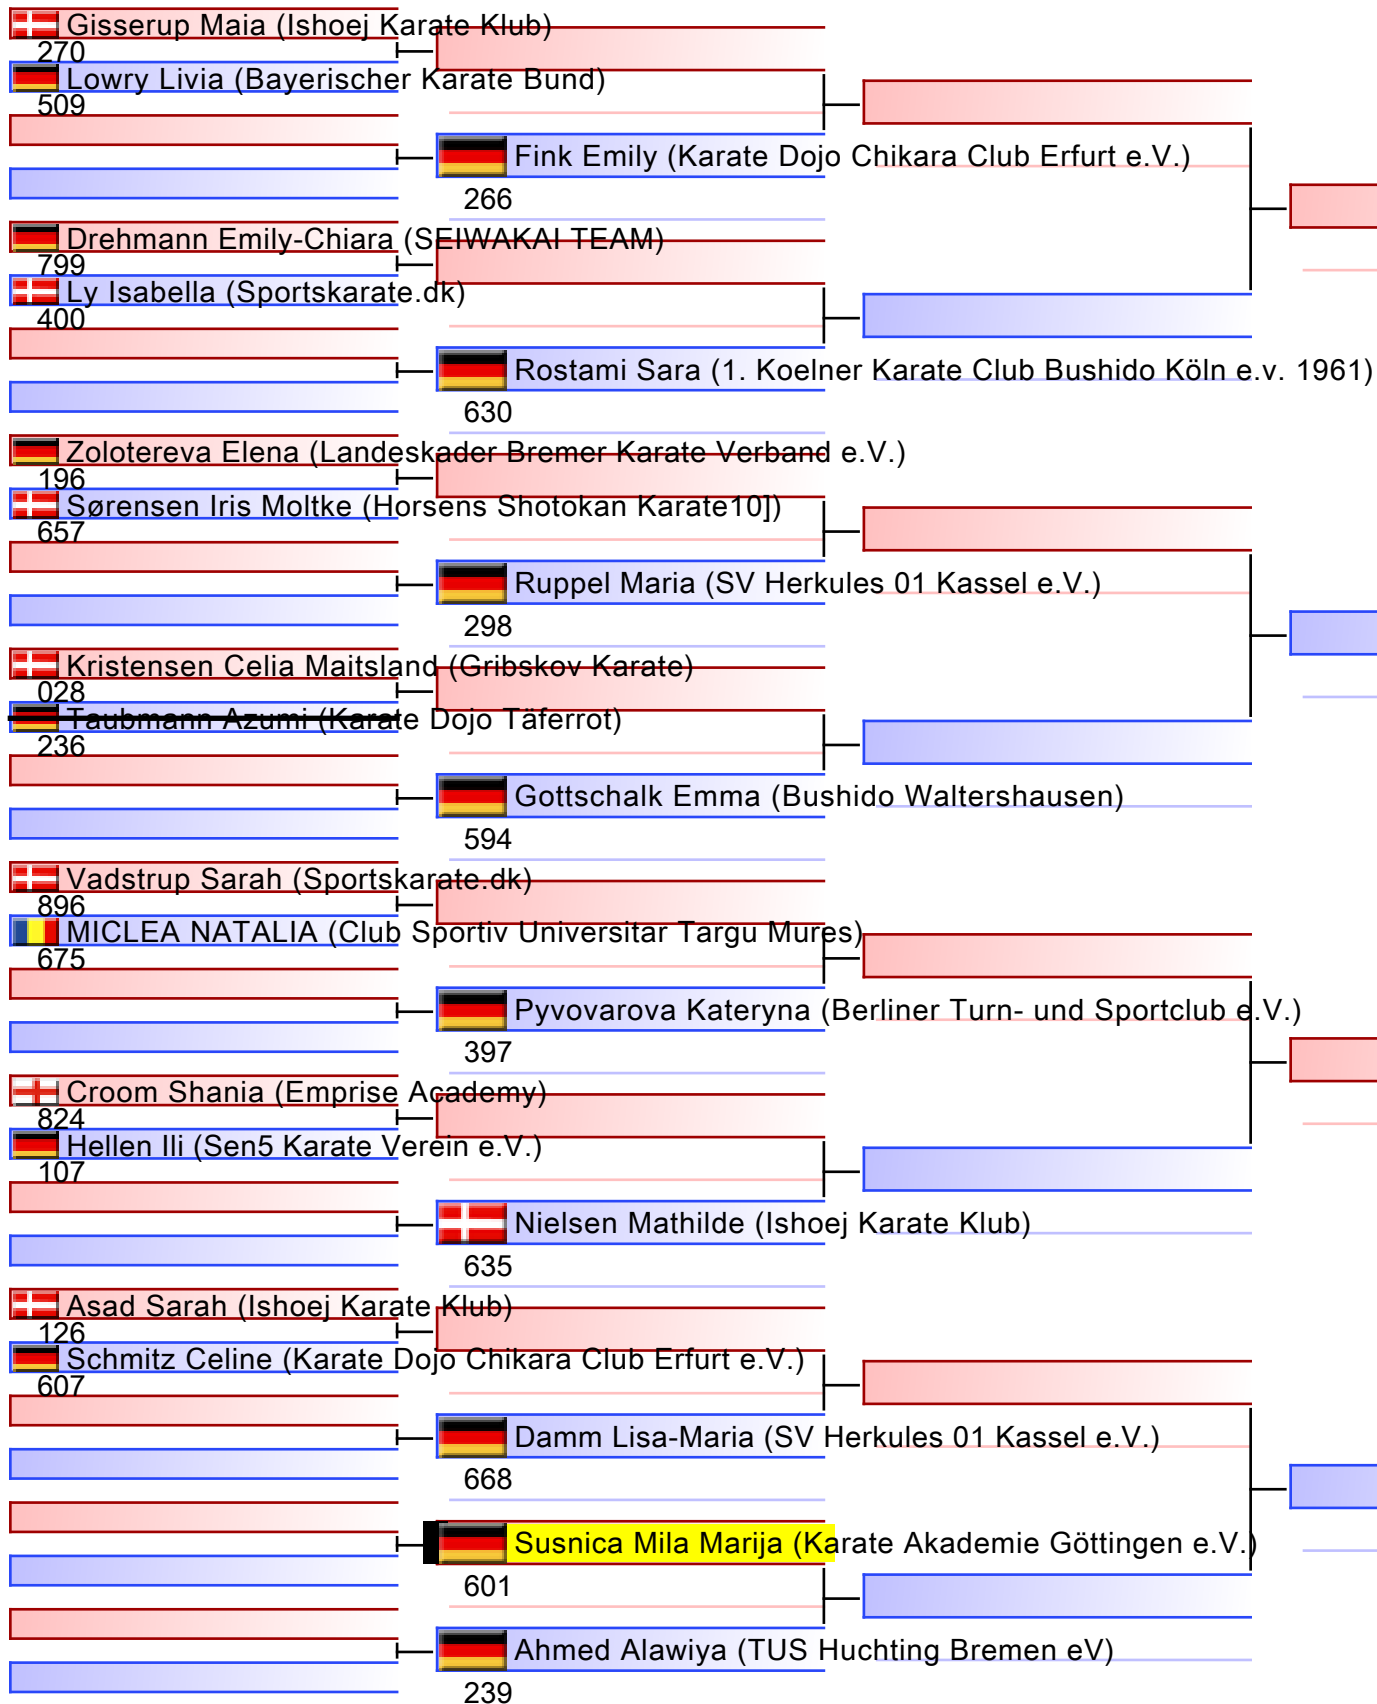 Gisserup Maia (Ishoej Karate Klub)
270
Lowry Livia (Bayerischer Karate Bund)
509
Fink Emily (Karate Dojo Chikara Club Erfurt e.V.)
266
Drehmann Emily-Chiara (SEIWAKAI TEAM)
799
Ly Isabella (Sportskarate.dk)
400
Rostami Sara (1. Koelner Karate Club Bushido Köln e.v. 1961)
630
Zolotereva Elena (Landeskader Bremer Karate Verband e.V.)
196
Sørensen Iris Moltke (Horsens Shotokan Karate10])
657
Ruppel Maria (SV Herkules 01 Kassel e.V.)
298
Kristensen Celia Maitsland (Gribskov Karate)
028
Taubmann Azumi (Karate Dojo Täferrot)
236
Gottschalk Emma (Bushido Waltershausen)
594
Vadstrup Sarah (Sportskarate.dk)
896
MICLEA NATALIA (Club Sportiv Universitar Targu Mures)
675
Pyvovarova Kateryna (Berliner Turn- und Sportclub e.V.)
397
Croom Shania (Emprise Academy)
824
Hellen Ili (Sen5 Karate Verein e.V.)
107
Nielsen Mathilde (Ishoej Karate Klub)
635
Asad Sarah (Ishoej Karate Klub)
126
Schmitz Celine (Karate Dojo Chikara Club Erfurt e.V.)
607
Damm Lisa-Maria (SV Herkules 01 Kassel e.V.)
668
Susnica Mila Marija (Karate Akademie Göttingen e.V.)
601
Ahmed Alawiya (TUS Huchting Bremen eV)
239